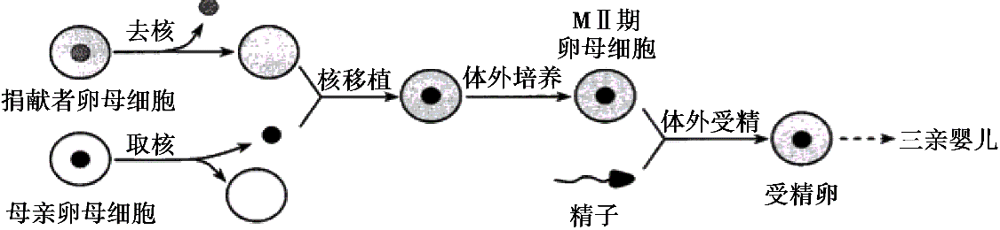 去核
捐献者卵母细胞
取核
母亲卵母细胞
核移植
体外培养
MⅡ期
卵母细胞
精子
体外受精
受精卵
三亲婴儿